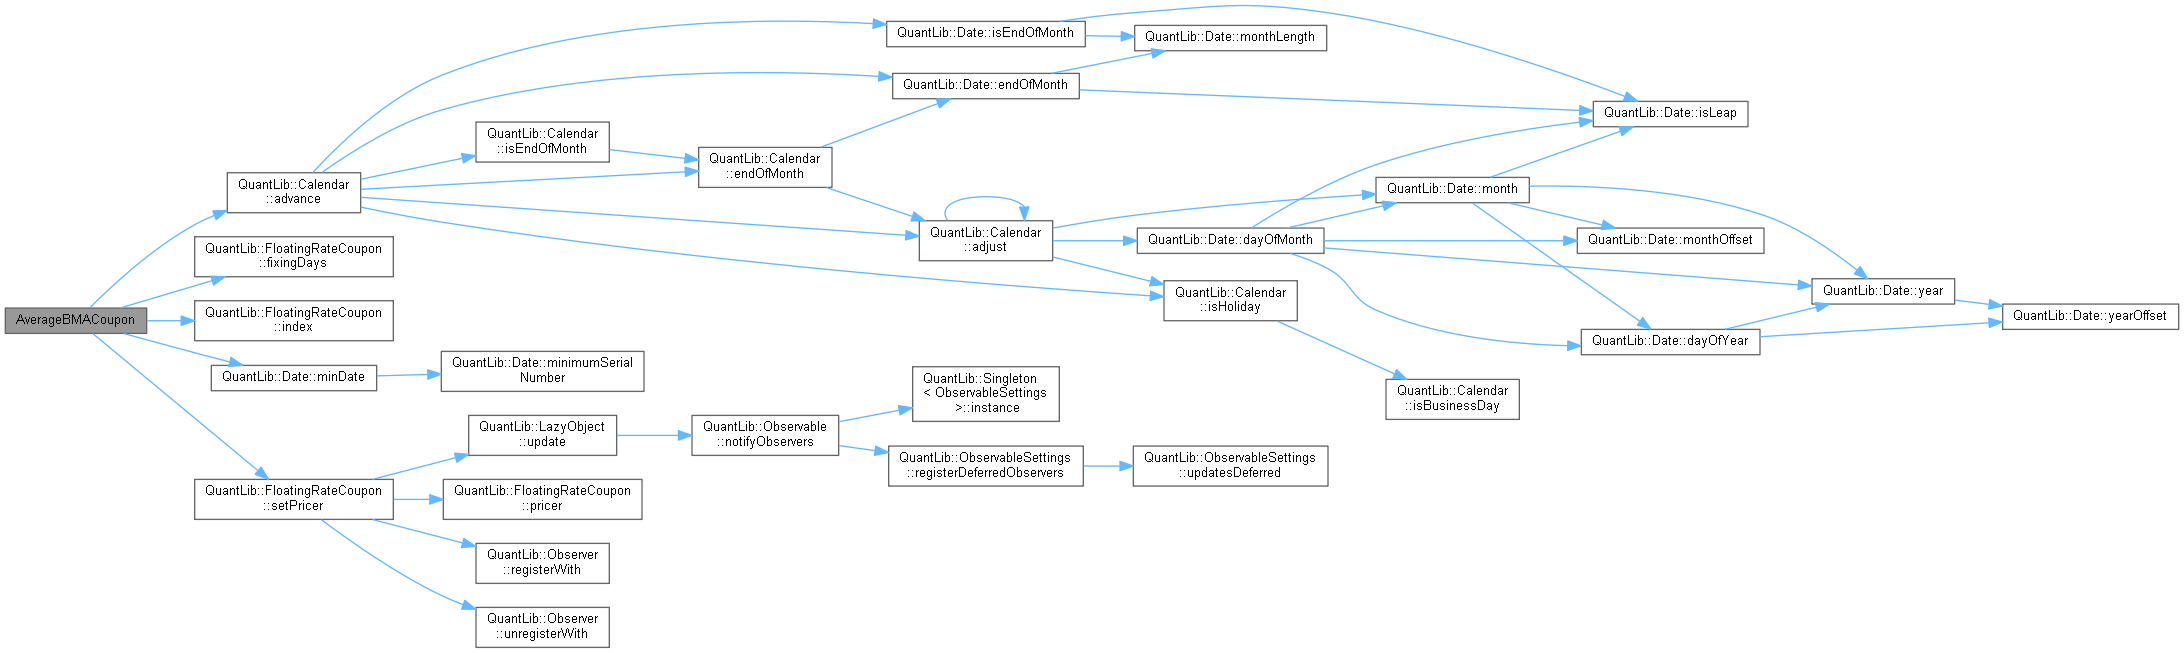 AverageBMACoupon
QuantLib::Calendar
::advance
QuantLib::FloatingRateCoupon
::fixingDays
QuantLib::FloatingRateCoupon
::index
QuantLib::Date::minDate
QuantLib::FloatingRateCoupon
::setPricer
QuantLib::Calendar
::isEndOfMonth
QuantLib::Date::minimumSerial
Number
QuantLib::LazyObject
::update
QuantLib::FloatingRateCoupon
::pricer
QuantLib::Observer
::registerWith
QuantLib::Observer
::unregisterWith
QuantLib::Calendar
::endOfMonth
QuantLib::Observable
::notifyObservers
QuantLib::Date::isEndOfMonth
QuantLib::Date::endOfMonth
QuantLib::Calendar
::adjust
QuantLib::Singleton
< ObservableSettings
>::instance
QuantLib::ObservableSettings
::registerDeferredObservers
QuantLib::Date::monthLength
QuantLib::Date::dayOfMonth
QuantLib::Calendar
::isHoliday
QuantLib::ObservableSettings
::updatesDeferred
QuantLib::Date::month
QuantLib::Calendar
::isBusinessDay
QuantLib::Date::isLeap
QuantLib::Date::monthOffset
QuantLib::Date::dayOfYear
QuantLib::Date::year
QuantLib::Date::yearOffset